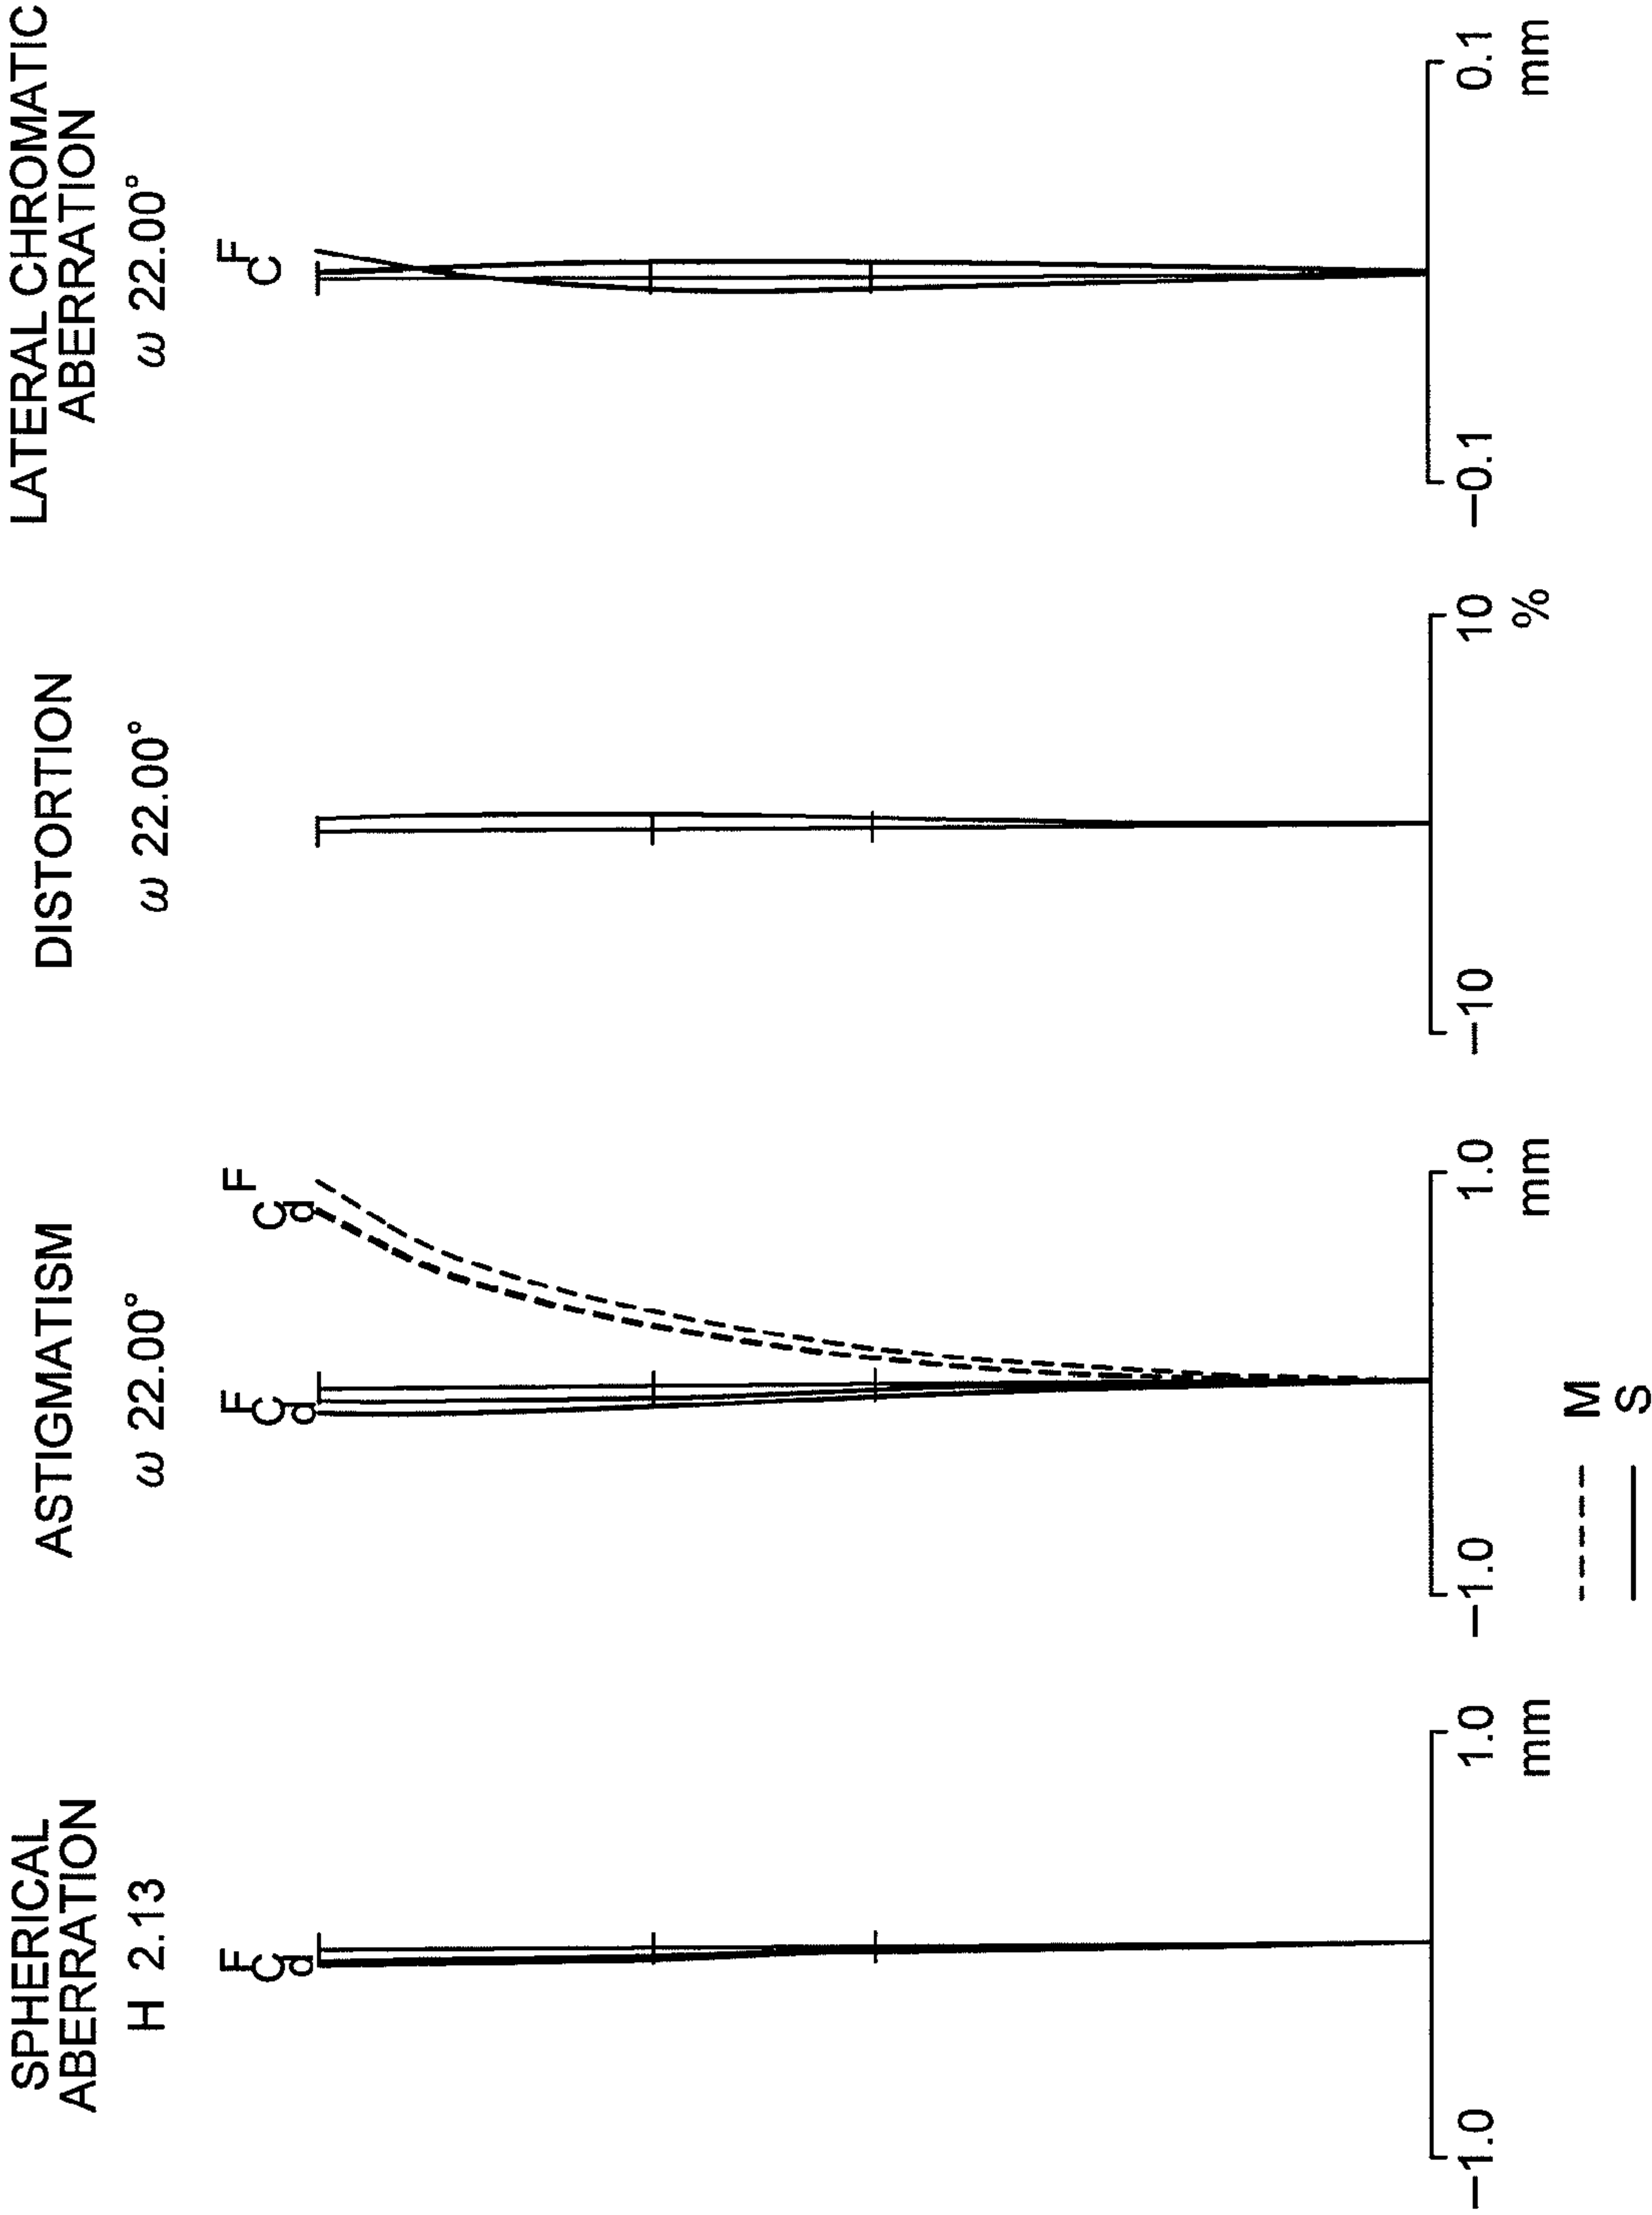 SPHERICAL
ABERRATION
H 2.13
F
C
d
−1.0
1.0
mm
ASTIGMATISM
ω 22.00°
F
C
d
F
C
d
−1.0
1.0
mm
M
S
DISTORTION
ω 22.00°
−10
10
%
LATERAL CHROMATIC
ABERRATION
ω 22.00°
F
C
−0.1
0.1
mm